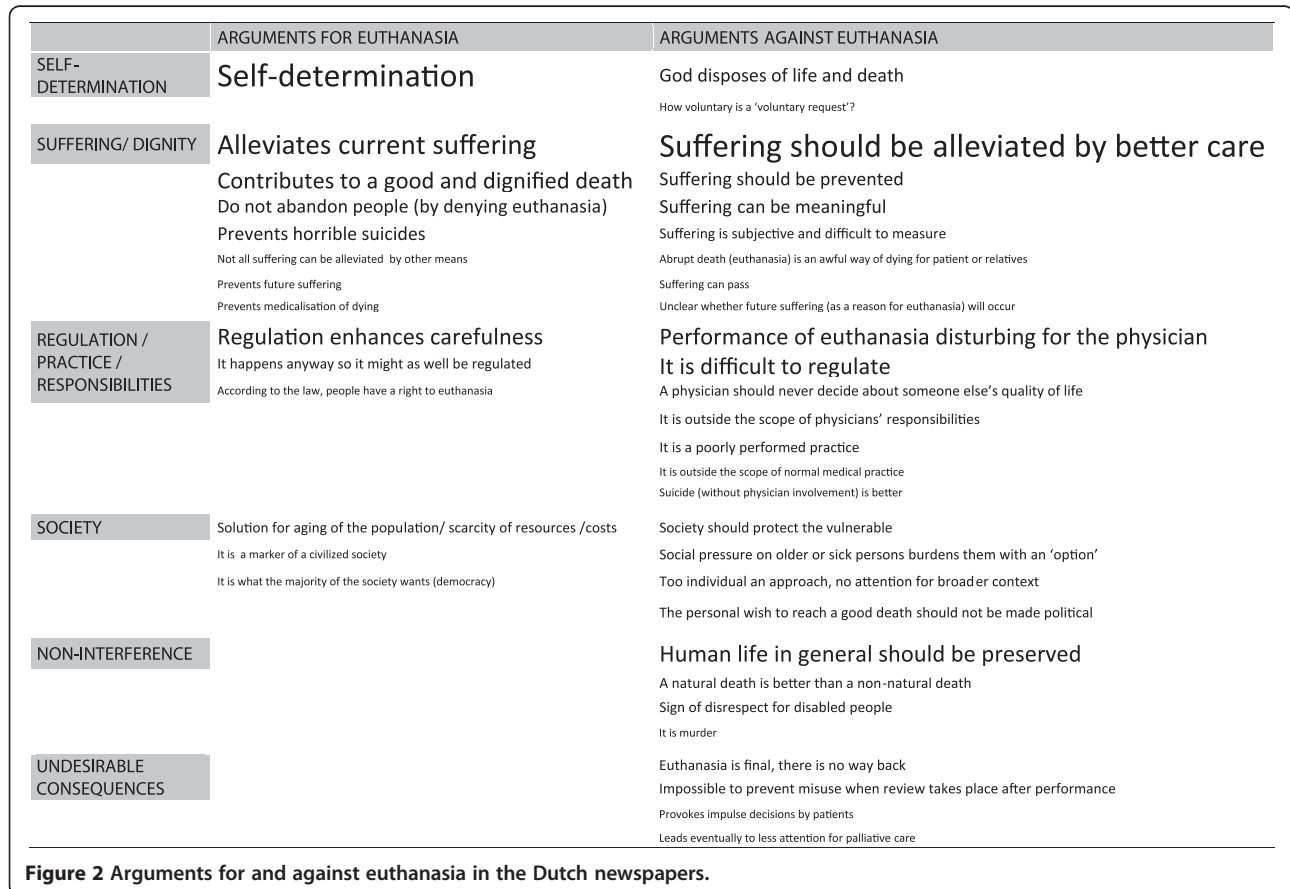 ARGUMENTS FOR EUTHANASIA ARGUMENTS AGAINST EUTHANASIA
SELF-
DETERMINATION
Self-determination
God disposes of life and death
How voluntary is a ‘voluntary request’?
SUFFERING/ DIGNITY
Alleviates current suffering
Contributes to a good and dignified death
Do not abandon people (by denying euthanasia)
Prevents horrible suicides
Not all suffering can be alleviated by other means
Prevents future suffering
Prevents medicalisation of dying
Suffering should be alleviated by better care
Suffering should be prevented
Suffering can be meaningful
Suffering is subjective and difficult to measure
Abrupt death (euthanasia) is an awful way of dying for patient or relatives
Suffering can pass
Unclear whether future suffering (as a reason for euthanasia) will occur
REGULATION /
PRACTICE /
RESPONSIBILITIES
Regulation enhances carefulness
It happens anyway so it might as well be regulated
According to the law, people have a right to euthanasia
Performance of euthanasia disturbing for the physician
It is difficult to regulate
A physician should never decide about someone else’s quality of life
It is outside the scope of physicians’ responsibilities
It is a poorly performed practice
It is outside the scope of normal medical practice
Suicide (without physician involvement) is better
SOCIETY
Solution for aging of the population/ scarcity of resources /costs
It is a marker of a civilized society
It is what the majority of the society wants (democracy)
Society should protect the vulnerable
Social pressure on older or sick persons burdens them with an ‘option’
Too individual an approach, no attention for broader context
The personal wish to reach a good death should not be made political
NON-INTERFERENCE
Human life in general should be preserved
A natural death is better than a non-natural death
Sign of disrespect for disabled people
It is murder
UNDESIRABLE
CONSEQUENCES
Euthanasia is final, there is no way back
Impossible to prevent misuse when review takes place after performance
Provokes impulse decisions by patients
Leads eventually to less attention for palliative care
Figure 2 Arguments for and against euthanasia in the Dutch newspapers.